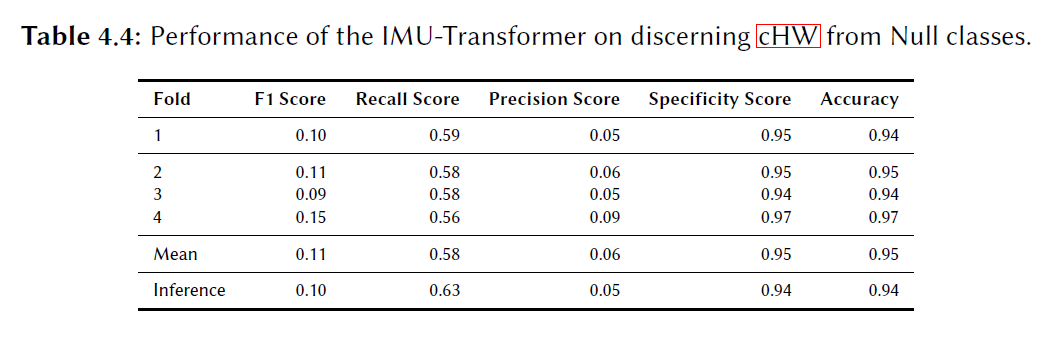 Table 4.4: Performance of the IMU-Transformer on discerning cHW from Null classes.
Fold F1 Score Recall Score Precision Score Specificity Score Accuracy
1 0.10 0.59 0.05 0.95 0.94
2 0.11 0.58 0.06 0.95 0.95
3 0.09 0.58 0.05 0.94 0.94
4 0.15 0.56 0.09 0.97 0.97
Mean 0.11 0.58 0.06 0.95 0.95
Inference 0.10 0.63 0.05 0.94 0.94